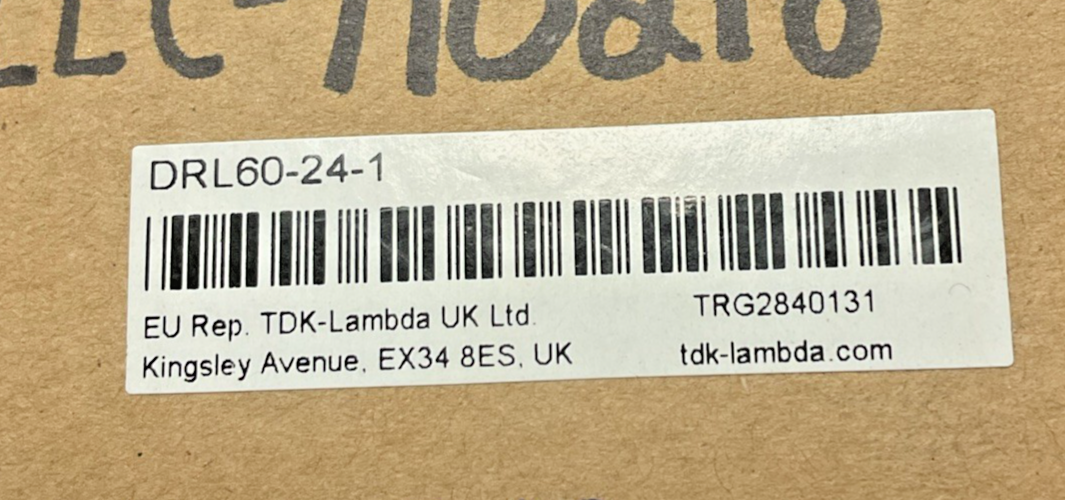 DRL60-24-1
EU Rep. TDK-Lambda UK Ltd.
Kingsley Avenue, EX34 8ES, UK
TRG2840131
tdk-lambda.com